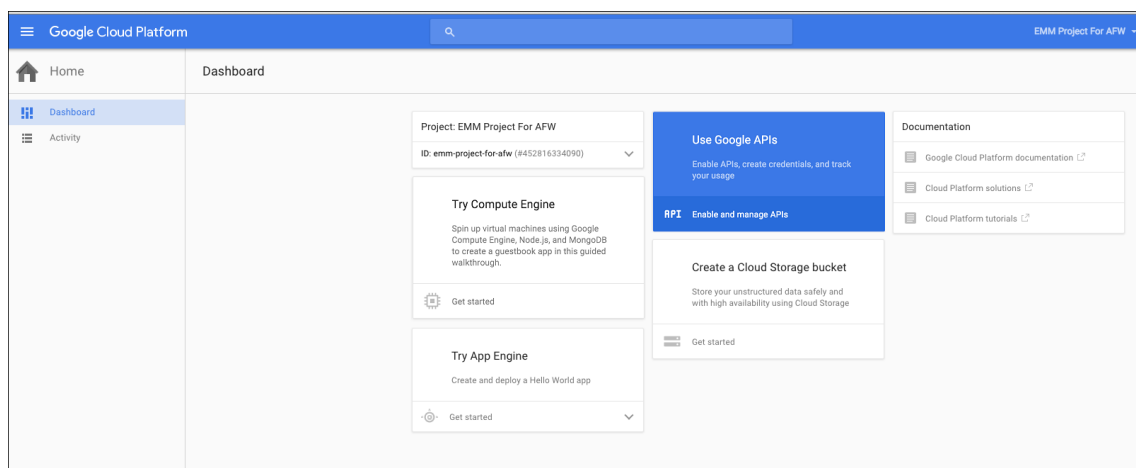 Google Cloud Platform
EMM Project For AFW
Home
Dashboard
Dashboard
Activity
Project: EMM Project For AFW
ID: emm-project-for-afw (#452816334090)
Try Compute Engine
Spin up virtual machines using Google
Compute Engine, Node.js, and MongoDB
to create a guestbook app in this guided
walkthrough.
Get started
Try App Engine
Create and deploy a Hello World app
Get started
Use Google APIs
Enable APIs, create credentials, and track
your usage
API Enable and manage APIs
Create a Cloud Storage bucket
Store your unstructured data safely and
with high availability using Cloud Storage
Get started
Documentation
Google Cloud Platform documentation
Cloud Platform solutions
Cloud Platform tutorials